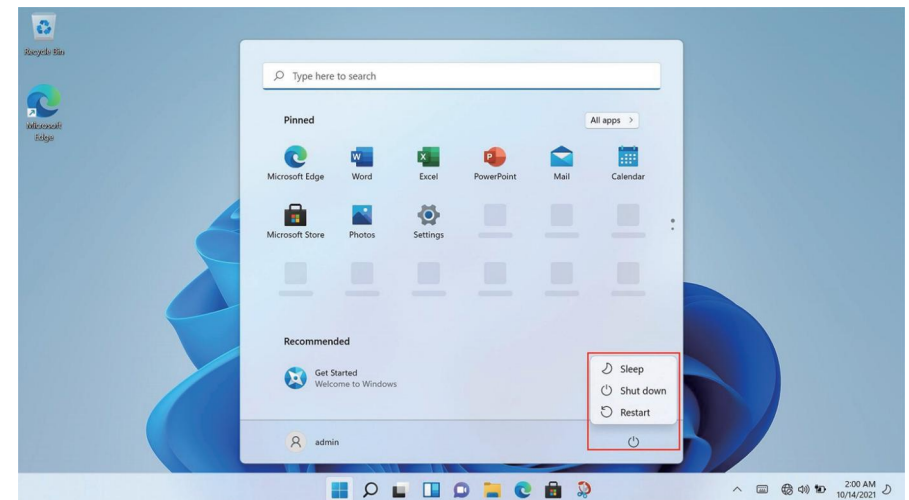 Recycle Bin
Microsoft
Edge
Type here to search
Pinned
All apps >
Microsoft Edge Word Excel PowerPoint Mail Calendar
Microsoft Store Photos Settings
Recommended
Get Started
Welcome to Windows
Sleep
Shut down
Restart
admin
2:00 AM
10/14/2021